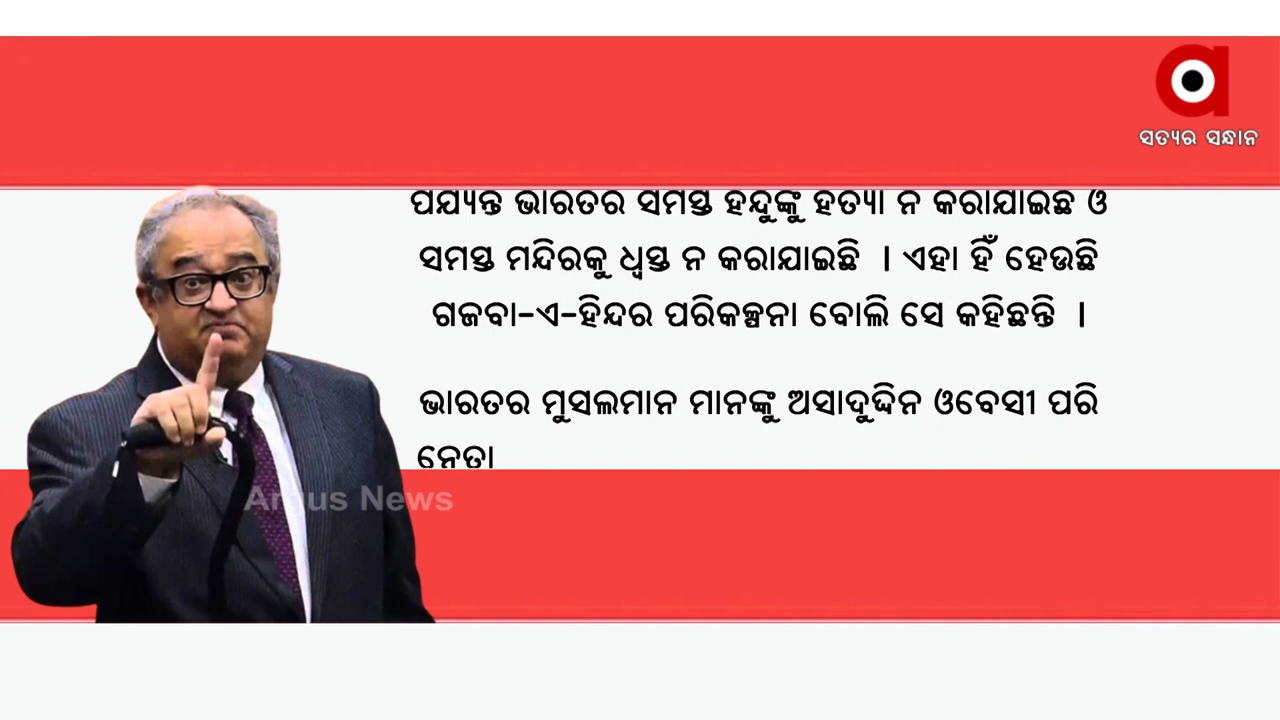 ସତ୍ୟର ସନ୍ଧାନ
ପର୍ଯ୍ୟନ୍ତ ଭାରତର ସମସ୍ତ ହିନ୍ଦୁଙ୍କୁ ହତ୍ୟା ନ କରାଯାଇଛି ଓ
ସମସ୍ତ ମନ୍ଦିରକୁ ଧ୍ୱସ୍ତ ନ କରାଯାଇଛି । ଏହା ହିଁ ହେଉଛି
ଗଜବା-ଏ-ହିନ୍ଦର ପରିକଳ୍ପନା ବୋଲି ସେ କହିଛନ୍ତି ।
ଭାରତର ମୁସଲମାନ ମାନଙ୍କୁ ଅସାଦୁଦ୍ଦିନ ଓବେସୀ ପରି
ନେତା
Argus News